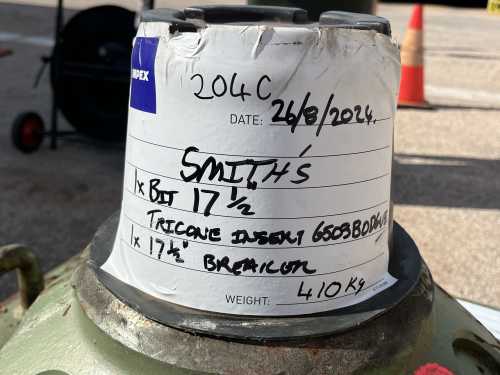 204C
DATE: 26/8/2024.
SMITH'S
1x BIT 17 1/2"
TRICONE INSERT
1x 17 1/2" BREAKER
WEIGHT: 410 Kg